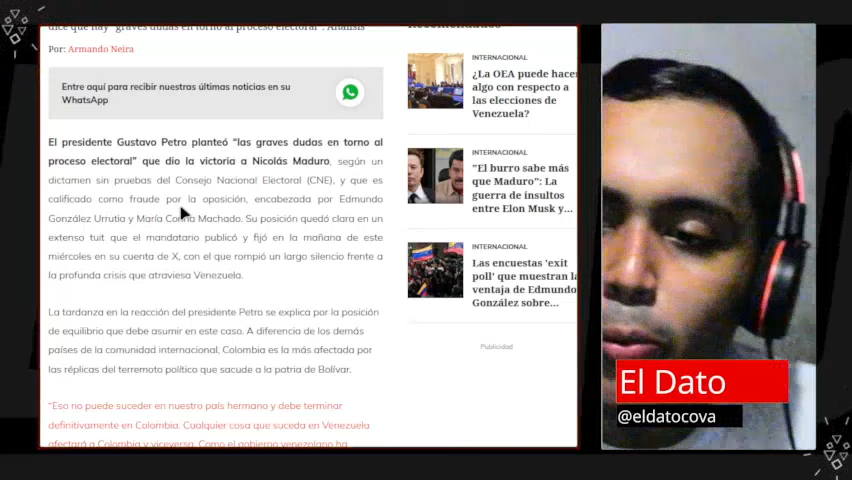 dice que hay "graves dudas en torno al proceso electoral". Análisis
Por: Armando Neira
Entre aquí para recibir nuestras últimas noticias en su
WhatsApp
El presidente Gustavo Petro planteó “las graves dudas en torno al
proceso electoral” que dio la victoria a Nicolás Maduro, según un
dictamen sin pruebas del Consejo Nacional Electoral (CNE), y que es
calificado como fraude por la oposición, encabezada por Edmundo
González Urrutia y María Corina Machado. Su posición quedó clara en un
extenso tuit que el mandatario publicó y fijó en la mañana de este
miércoles en su cuenta de X, con el que rompió un largo silencio frente a
la profunda crisis que atraviesa Venezuela.
La tardanza en la reacción del presidente Petro se explica por la posición
de equilibrio que debe asumir en este caso. A diferencia de los demás
países de la comunidad internacional, Colombia es la más afectada por
las réplicas del terremoto político que sacude a la patria de Bolívar.
“Eso no puede suceder en nuestro país hermano y debe terminar
definitivamente en Colombia. Cualquier cosa que suceda en Venezuela
afectará a Colombia y viceversa. Como el gobierno venezolano ha
Recomendados
INTERNACIONAL
¿La OEA puede hacer
algo con respecto a
las elecciones de
Venezuela?
INTERNACIONAL
"El burro sabe más
que Maduro": La
guerra de insultos
entre Elon Musk y...
INTERNACIONAL
Las encuestas 'exit
poll' que muestran la
ventaja de Edmundo
González sobre...
Publicidad
El Dato
@eldatocova